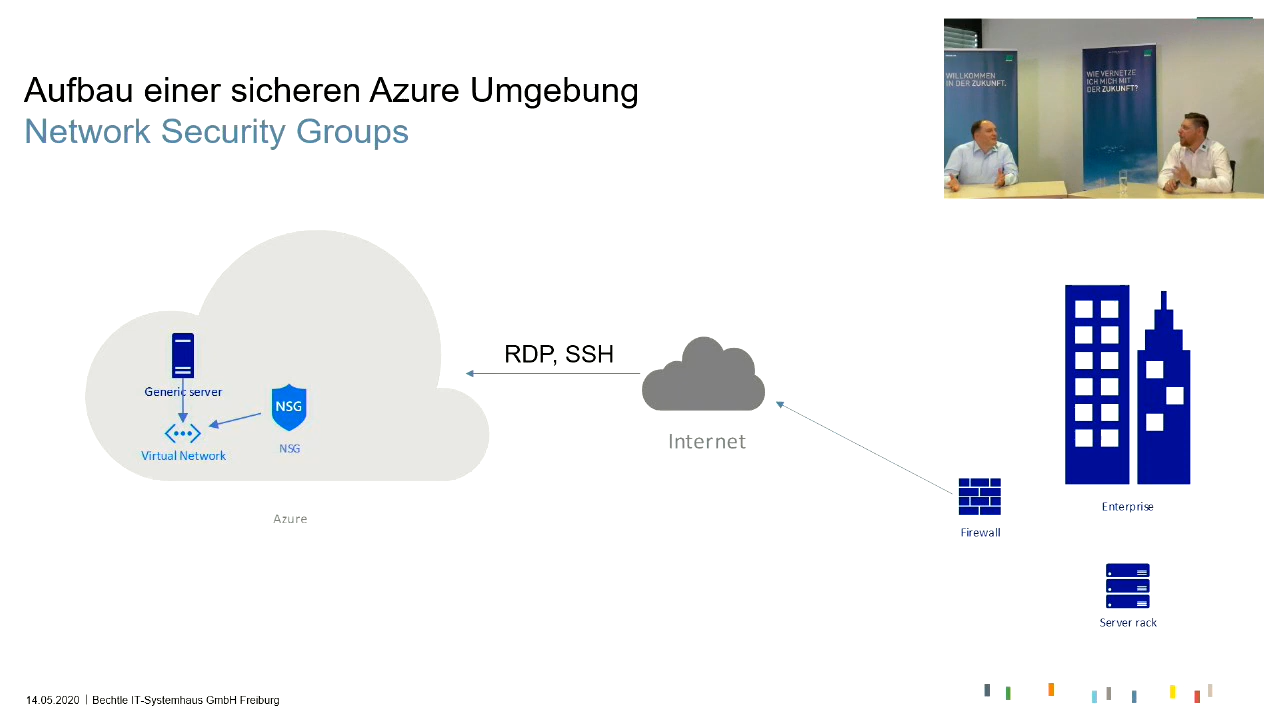 Aufbau einer sicheren Azure Umgebung
Network Security Groups
WILLKOMMEN
IN DER ZUKUNFT.
WIE VERNETZE
ICH MICH MIT
DER ZUKUNFT?
RDP, SSH
Generic server
NSG
NSG
Virtual Network
Azure
Internet
Firewall
Enterprise
Server rack
14.05.2020 | Bechtle IT-Systemhaus GmbH Freiburg